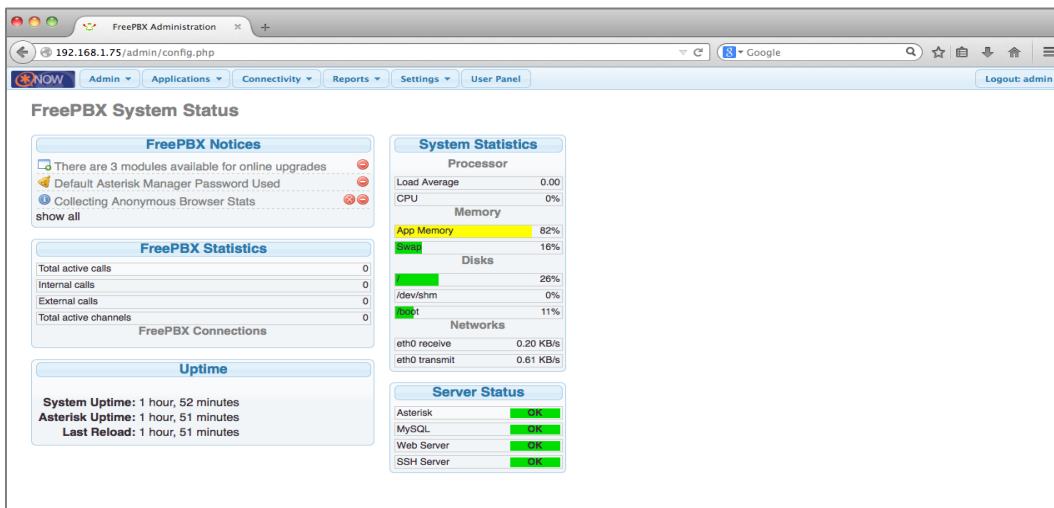 FreePBX Administration
192.168.1.75/admin/config.php
Google
NOW Admin Applications Connectivity Reports Settings User Panel Logout: admin
FreePBX System Status
FreePBX Notices
There are 3 modules available for online upgrades
Default Asterisk Manager Password Used
Collecting Anonymous Browser Stats
show all
FreePBX Statistics
Total active calls 0
Internal calls 0
External calls 0
Total active channels 0
FreePBX Connections
Uptime
System Uptime: 1 hour, 52 minutes
Asterisk Uptime: 1 hour, 51 minutes
Last Reload: 1 hour, 51 minutes
System Statistics
Processor
Load Average 0.00
CPU 0%
Memory
App Memory 82%
Swap 16%
Disks
/ 26%
/dev/shm 0%
/boot 11%
Networks
eth0 receive 0.20 KB/s
eth0 transmit 0.61 KB/s
Server Status
Asterisk OK
MySQL OK
Web Server OK
SSH Server OK